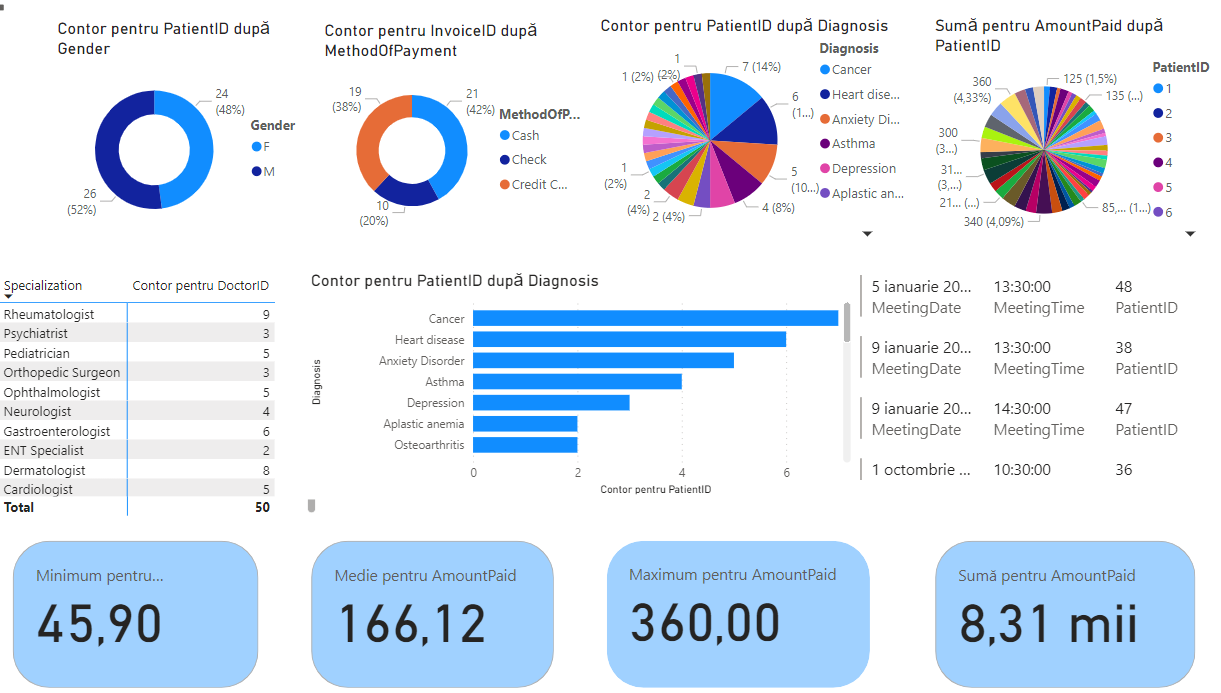 Contor pentru PatientID după
Gender
24
(48%)
26
(52%)
Gender
F
M
Contor pentru InvoiceID după
MethodOfPayment
19
(38%)
21
(42%)
10
(20%)
MethodOfP...
Cash
Check
Credit C...
Contor pentru PatientID după Diagnosis
1
1 (2%)
(2%)
7 (14%)
6
(1...)
5
(10...)
4 (8%)
2 (4%)
2
(4%)
1
(2%)
Diagnosis
Cancer
Heart dise...
Anxiety Di...
Asthma
Depression
Aplastic an...
Sumă pentru AmountPaid după
PatientID
360
(4,33%)
125 (1,5%)
135 (...)
300
(3...)
31...
(3,...)
21... (...)
340 (4,09%)
85,... (1...)
PatientID
1
2
3
4
5
6
Specialization Contor pentru DoctorID
Rheumatologist 9
Psychiatrist 3
Pediatrician 5
Orthopedic Surgeon 3
Ophthalmologist 5
Neurologist 4
Gastroenterologist 6
ENT Specialist 2
Dermatologist 8
Cardiologist 5
Total 50
Contor pentru PatientID după Diagnosis
Diagnosis
Cancer
Heart disease
Anxiety Disorder
Asthma
Depression
Aplastic anemia
Osteoarthritis
0 2 4 6
Contor pentru PatientID
5 ianuarie 20... 13:30:00 48
MeetingDate MeetingTime PatientID
9 ianuarie 20... 13:30:00 38
MeetingDate MeetingTime PatientID
9 ianuarie 20... 14:30:00 47
MeetingDate MeetingTime PatientID
1 octombrie ... 10:30:00 36
Minimum pentru...
45,90
Medie pentru AmountPaid
166,12
Maximum pentru AmountPaid
360,00
Sumă pentru AmountPaid
8,31 mii